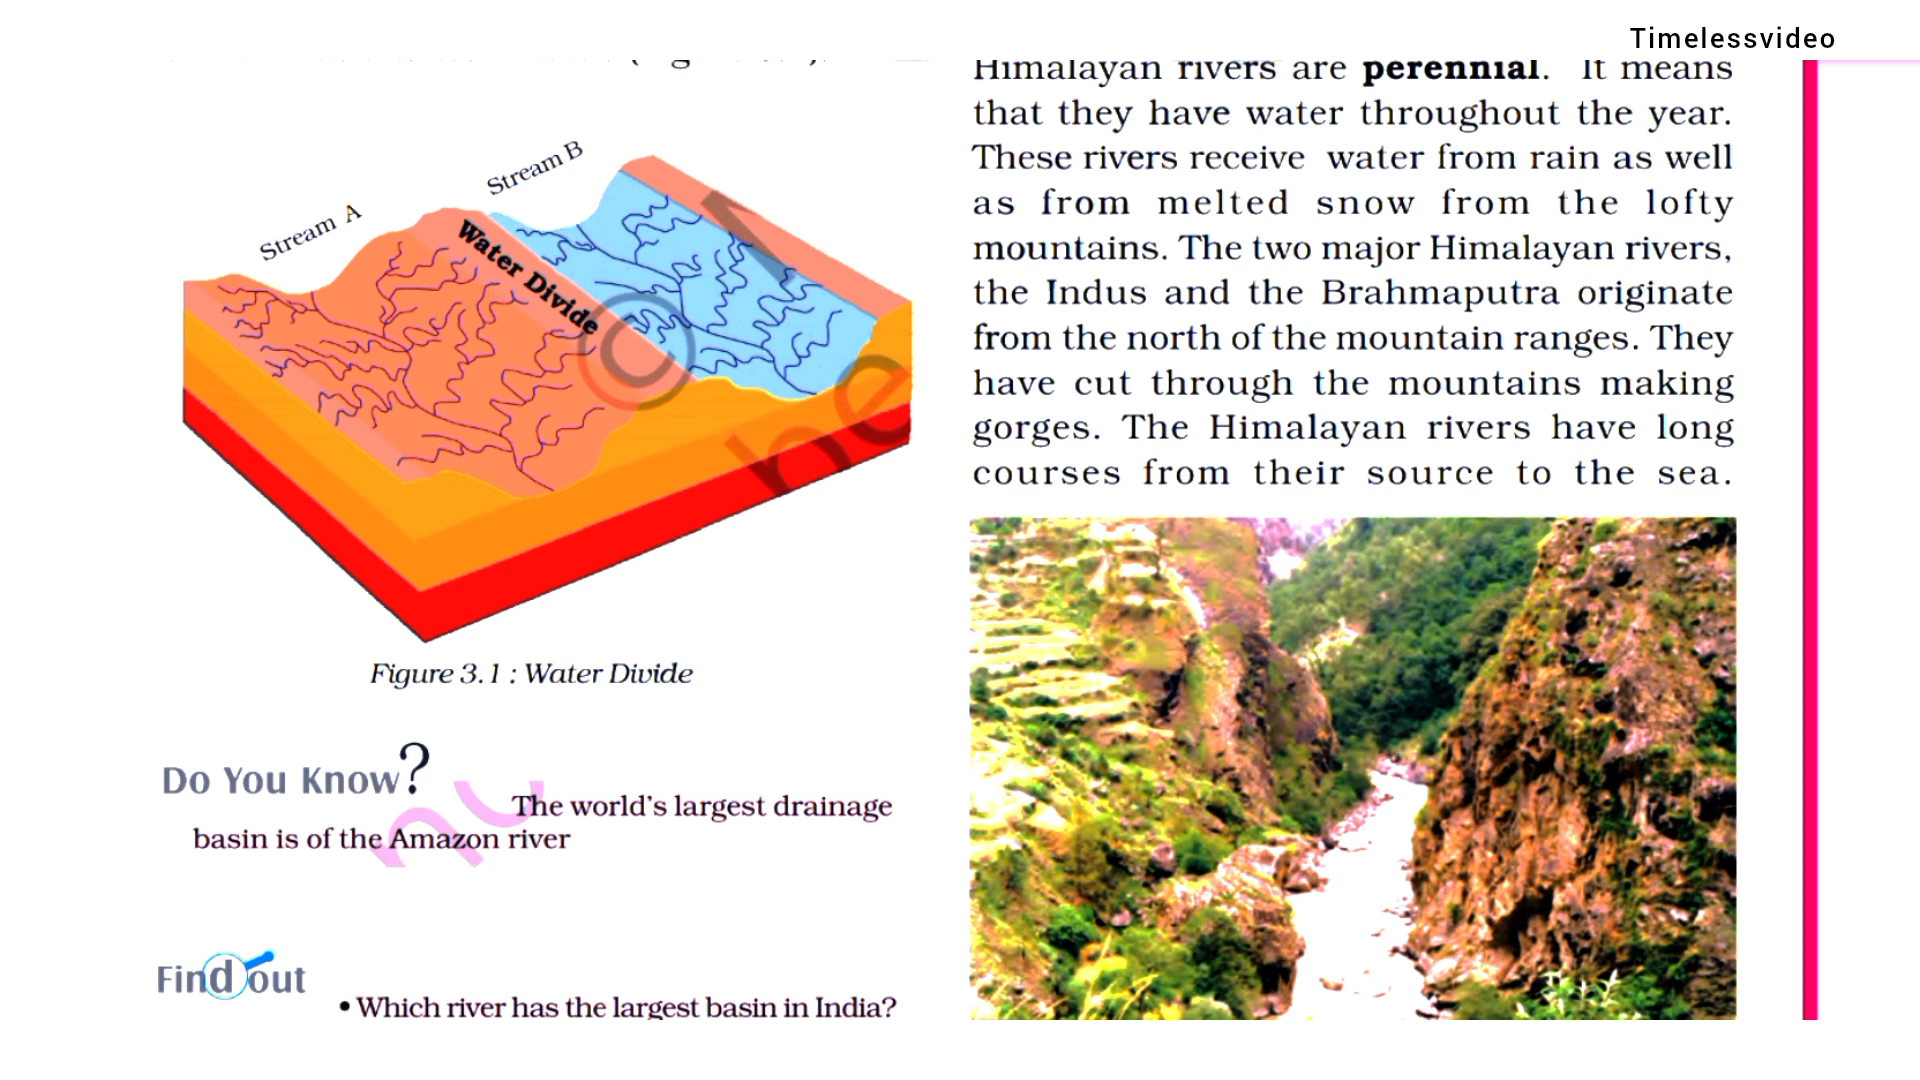 Timelessvideo
Stream A
Stream B
Water Divide
Figure 3.1 : Water Divide
Do You Know?
The world's largest drainage
basin is of the Amazon river
Find out
• Which river has the largest basin in India?
Himalayan rivers are perennial. It means
that they have water throughout the year.
These rivers receive water from rain as well
as from melted snow from the lofty
mountains. The two major Himalayan rivers,
the Indus and the Brahmaputra originate
from the north of the mountain ranges. They
have cut through the mountains making
gorges. The Himalayan rivers have long
courses from their source to the sea.
©
be